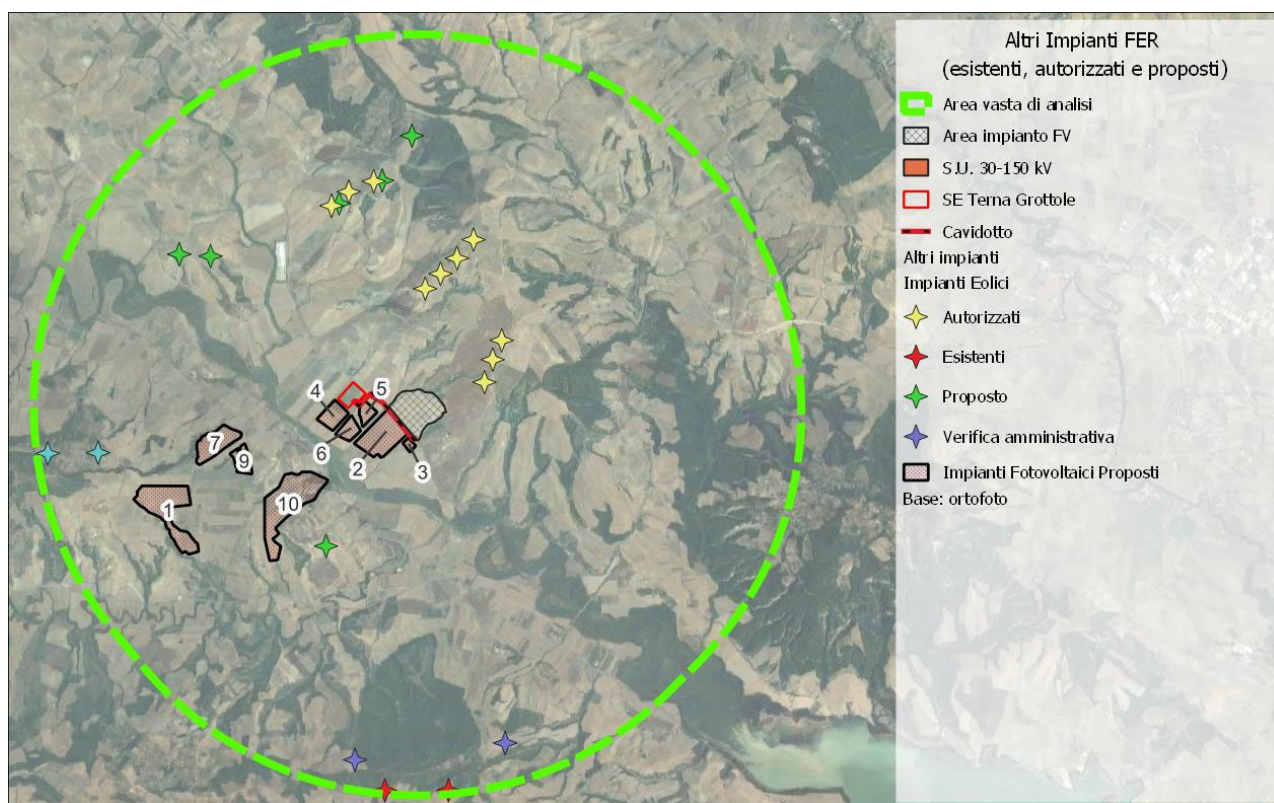 Altri Impianti FER
(esistenti, autorizzati e proposti)
Area vasta di analisi
Area impianto FV
S.U. 30-150 kV
SE Terna Grottole
Cavidotto
Altri impianti
Impianti Eolici
Autorizzati
Esistenti
Proposto
Verifica amministrativa
Impianti Fotovoltaici Proposti
Base: ortofoto
4
5
6
2
3
7
9
1
10